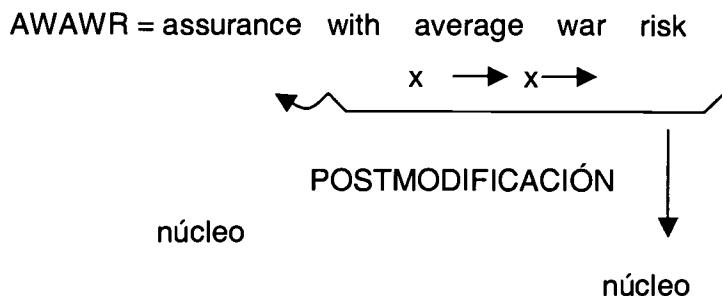 AWAWR = assurance with average war risk
x x
POSTMODIFICACIÓN
núcleo
núcleo